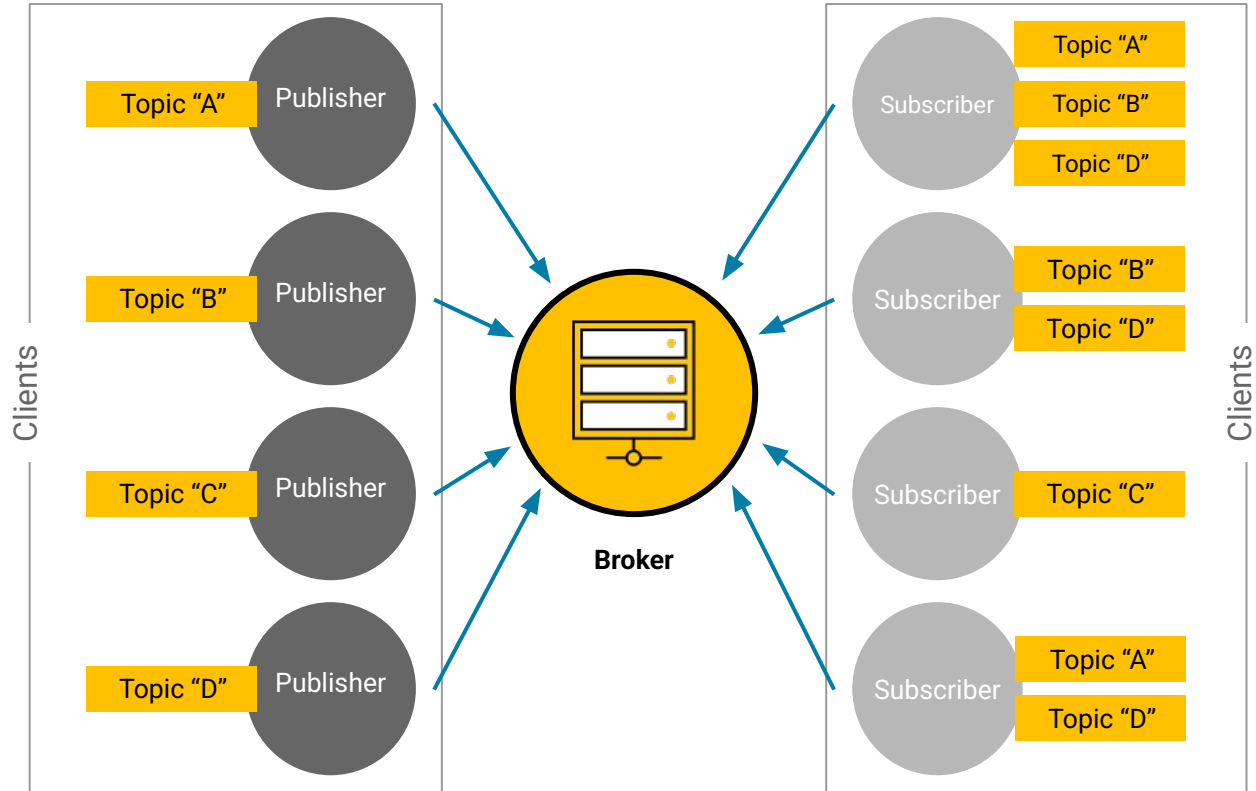 Clients
Topic “A”
Publisher
Topic “B”
Publisher
Topic “C”
Publisher
Topic “D”
Publisher
Broker
Subscriber
Topic “A”
Topic “B”
Topic “D”
Subscriber
Topic “B”
Topic “D”
Subscriber
Topic “C”
Subscriber
Topic “A”
Topic “D”
Clients